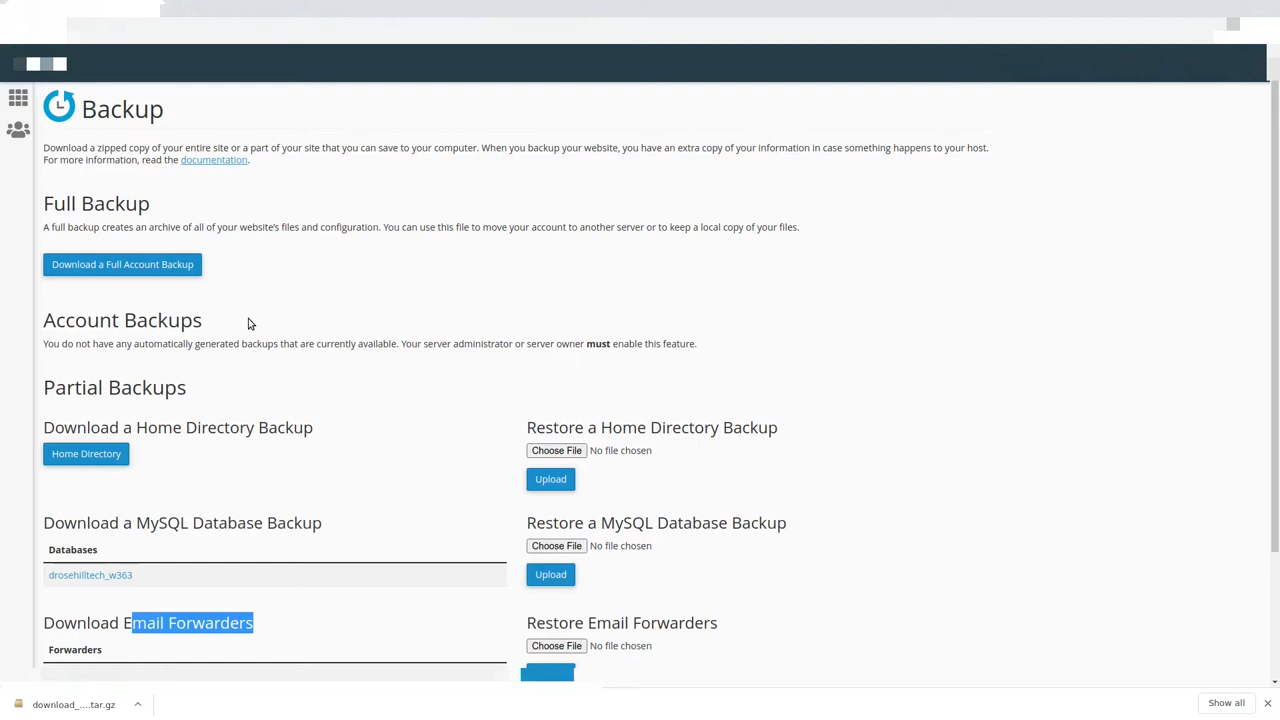 Backup
Download a zipped copy of your entire site or a part of your site that you can save to your computer. When you backup your website, you have an extra copy of your information in case something happens to your host.
For more information, read the documentation.
Full Backup
A full backup creates an archive of all of your website's files and configuration. You can use this file to move your account to another server or to keep a local copy of your files.
Download a Full Account Backup
Account Backups
You do not have any automatically generated backups that are currently available. Your server administrator or server owner must enable this feature.
Partial Backups
Download a Home Directory Backup
Home Directory
Restore a Home Directory Backup
Choose File No file chosen
Upload
Download a MySQL Database Backup
Databases
drosehilltech_w363
Restore a MySQL Database Backup
Choose File No file chosen
Upload
Download Email Forwarders
Forwarders
Restore Email Forwarders
Choose File No file chosen
download_....tar.gz
Show all